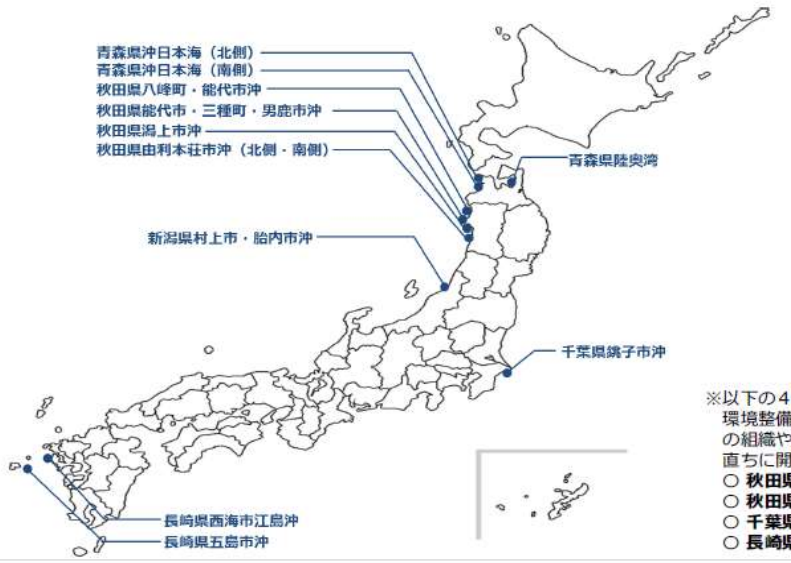 青森県沖日本海（北側）
青森県沖日本海（南側）
秋田県八峰町・能代市沖
秋田県能代市・三種町・男鹿市沖
秋田県潟上市沖
秋田県由利本荘市沖（北側・南側）
青森県陸奥湾
新潟県村上市・胎内市沖
千葉県銚子市沖
長崎県西海市江島沖
長崎県五島市沖
※以下の４
環境整備
の組織や
直ちに開
○ 秋田県
○ 秋田県
○ 千葉県
○ 長崎県